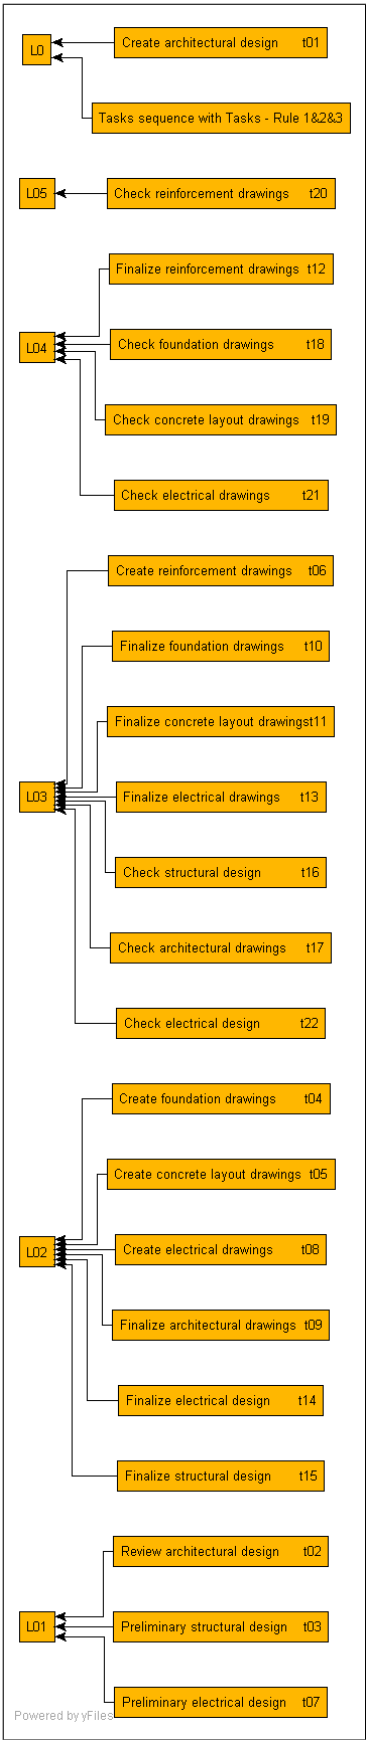 L0
Create architectural design t01
Tasks sequence with Tasks - Rule 1&2&3
L05
Check reinforcement drawings t20
Finalize reinforcement drawings t12
L04
Check foundation drawings t18
Check concrete layout drawings t19
Check electrical drawings t21
Create reinforcement drawings t06
Finalize foundation drawings t10
Finalize concrete layout drawingst11
L03
Finalize electrical drawings t13
Check structural design t16
Check architectural drawings t17
Check electrical design t22
Create foundation drawings t04
Create concrete layout drawings t05
L02
Create electrical drawings t08
Finalize architectural drawings t09
Finalize electrical design t14
Finalize structural design t15
Review architectural design t02
L01
Preliminary structural design t03
Preliminary electrical design t07
Powered by yFiles